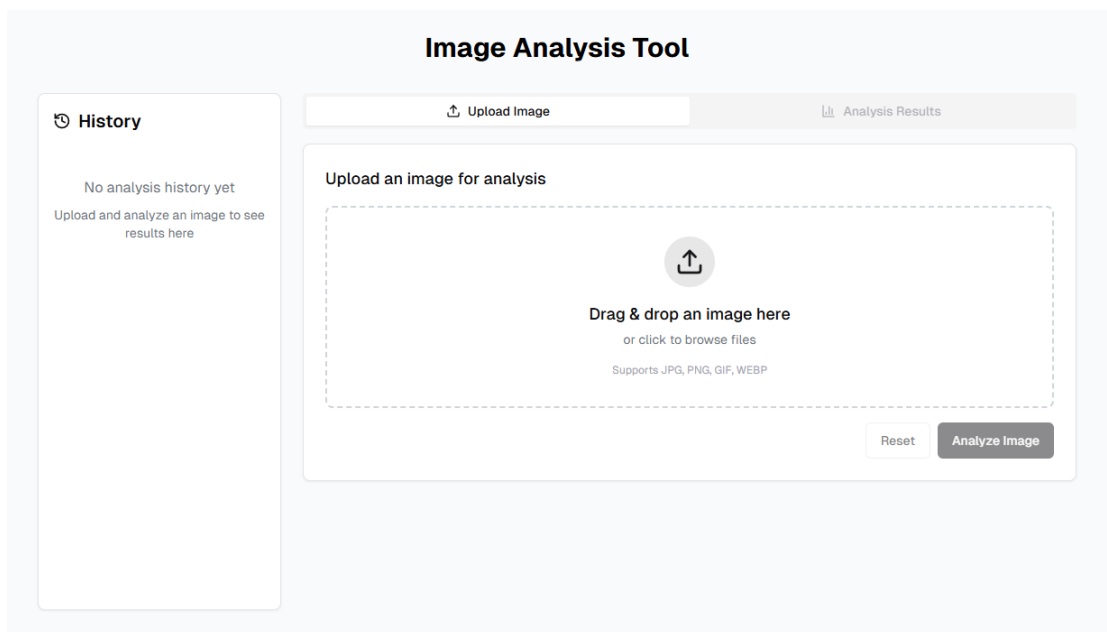 Image Analysis Tool
History
No analysis history yet
Upload and analyze an image to see
results here
Upload Image
Analysis Results
Upload an image for analysis
Drag & drop an image here
or click to browse files
Supports JPG, PNG, GIF, WEBP
Reset
Analyze Image